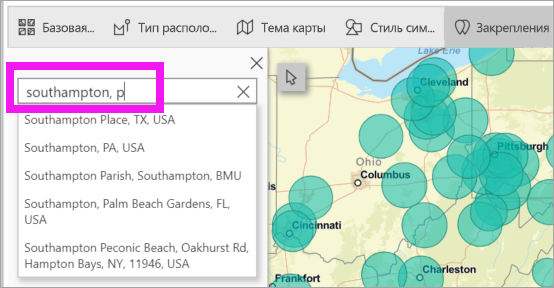 Базовая...
Тип располо...
Тема карты
Стиль сим...
Закрепления
southampton, p
Southampton Place, TX, USA
Southampton, PA, USA
Southampton Parish, Southampton, BMU
Southampton, Palm Beach Gardens, FL,
USA
Southampton Peconic Beach, Oakhurst Rd,
Hampton Bays, NY, 11946, USA
Lake Erie
Cleveland
Pittsburgh
Ohio
Columbus
is
Cincinnati
Frankfort
Charleston